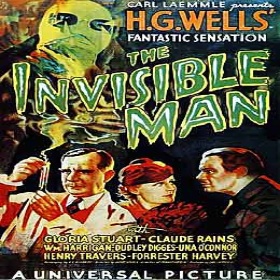 CARL LAEMMLE presents
H.G. WELLS'
FANTASTIC SENSATION
THE
INVISIBLE
MAN
with
GLORIA STUART - CLAUDE RAINS
Wm HARRIGAN - DUDLEY DIGGES - UNA O'CONNOR
HENRY TRAVERS - FORRESTER HARVEY
A UNIVERSAL PICTURE